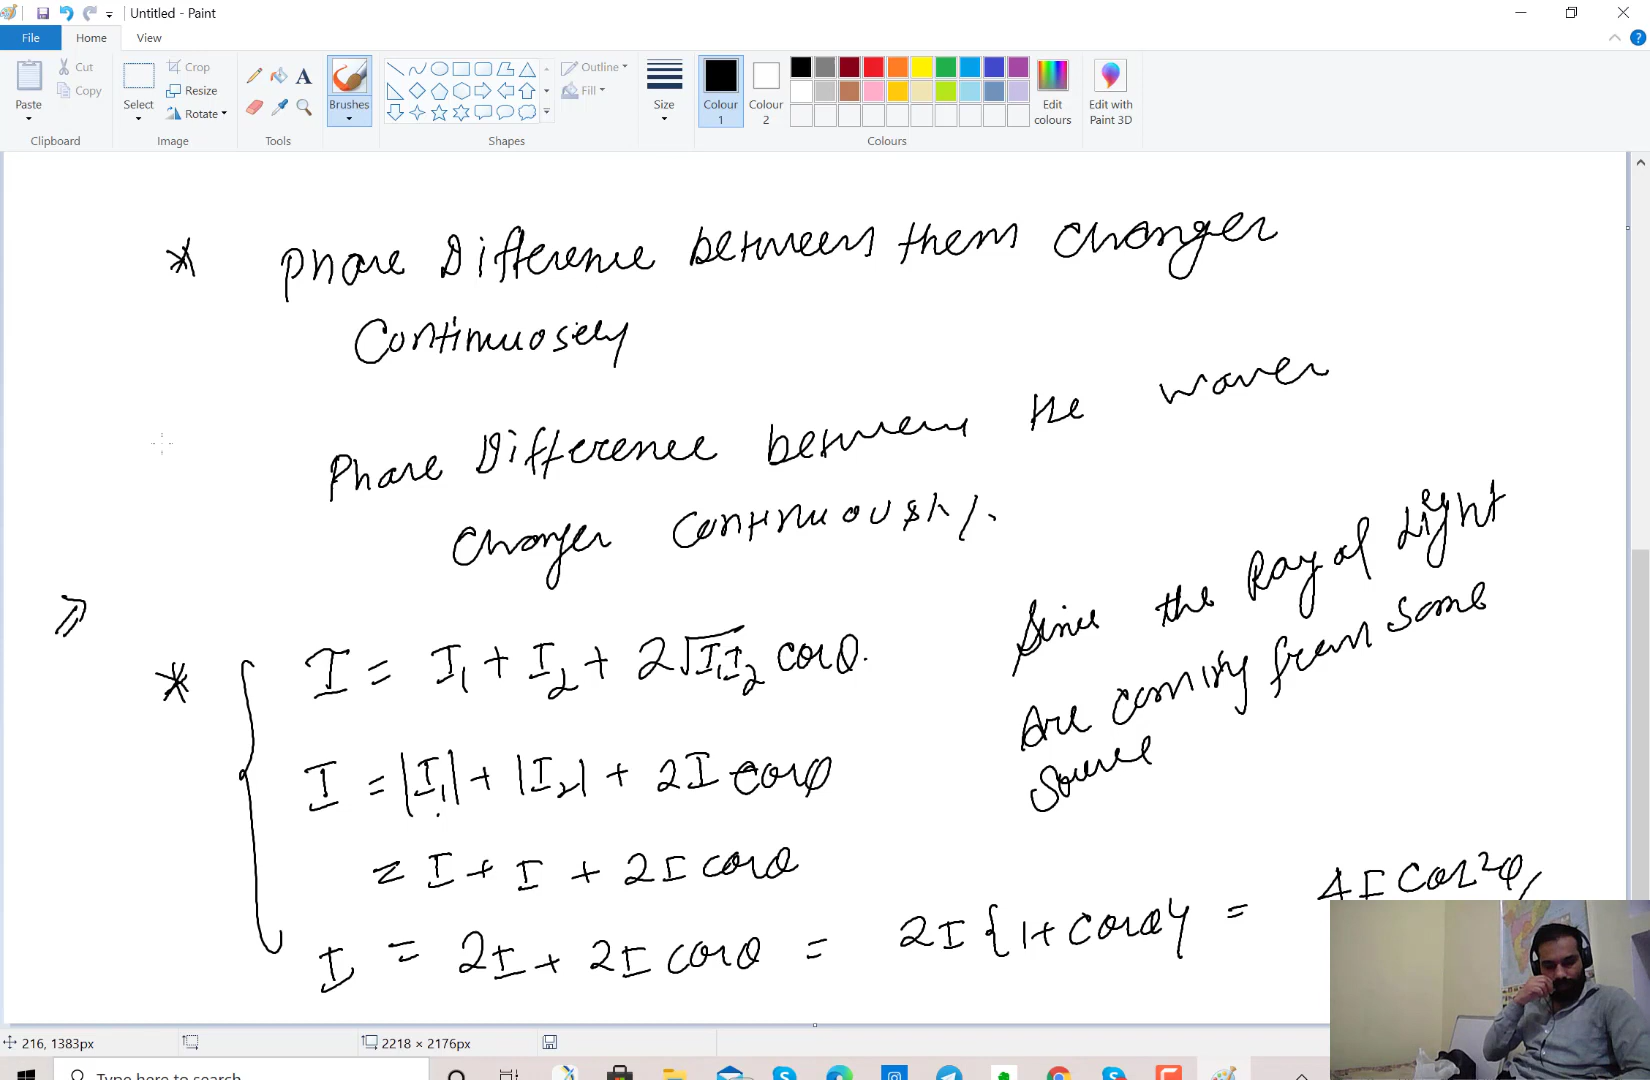 Untitled - Paint
File Home View
Paste Cut Copy Clipboard
Select Crop Resize Rotate Image
Tools
Brushes
Outline Fill Shapes
Size
Colour 1 Colour 2 Edit colours Edit with Paint 3D
Colours
* Phase Difference between them changes
Continuosely
Phase Difference between the waves
changes continuously.
Since the Ray of Light
Are coming from Same
Source
* I = I₁ + I₂ + 2√I₁I₂ cosθ.
I = |I₁| + |I₂| + 2I cosφ
= I + I + 2I cosθ
I = 2I + 2I cosθ = 2I {1+ cosθ} = 4I cos²φ/
216, 1383px 2218 × 2176px
Type here to search